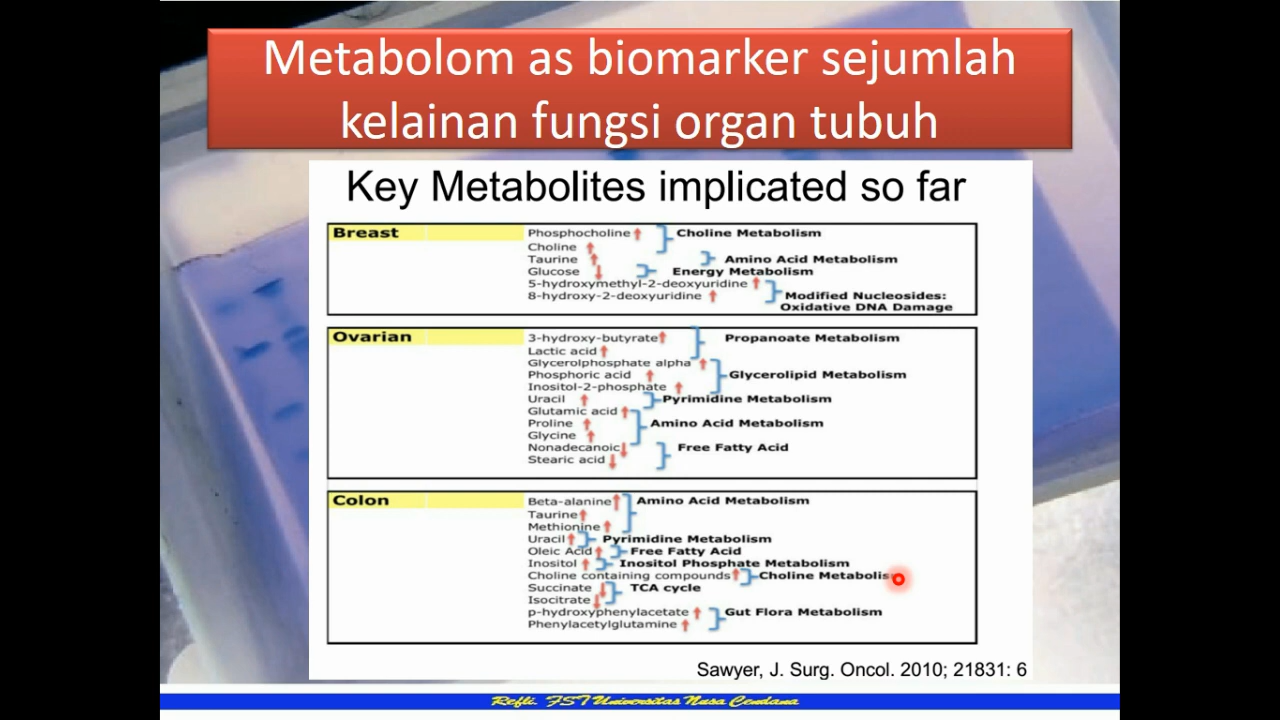 Metabolom as biomarker sejumlah
kelainan fungsi organ tubuh
Key Metabolites implicated so far
Breast
Phosphocholine ↑ Choline Metabolism
Choline ↑
Taurine ↑ Amino Acid Metabolism
Glucose ↓ Energy Metabolism
5-hydroxymethyl-2-deoxyuridine ↑
8-hydroxy-2-deoxyuridine ↑ Modified Nucleosides:
Oxidative DNA Damage
Ovarian
3-hydroxy-butyrate ↑ Propanoate Metabolism
Lactic acid ↑
Glycerolphosphate alpha ↑
Phosphoric acid ↑ Glycerolipid Metabolism
Inositol-2-phosphate ↑
Uracil ↑ Pyrimidine Metabolism
Glutamic acid ↑
Proline ↑ Amino Acid Metabolism
Glycine ↑
Nonadecanoic ↓ Free Fatty Acid
Stearic acid ↓
Colon
Beta-alanine ↑ Amino Acid Metabolism
Taurine ↑
Methionine ↑
Uracil ↑ Pyrimidine Metabolism
Oleic Acid ↑ Free Fatty Acid
Inositol ↑ Inositol Phosphate Metabolism
Choline containing compounds ↑ Choline Metabolis
Succinate ↓ TCA cycle
Isocitrate ↓
p-hydroxyphenylacetate ↑ Gut Flora Metabolism
Phenylacetylglutamine ↑
Sawyer, J. Surg. Oncol. 2010; 21831: 6
Refli. FST Universitas Nusa Cendana